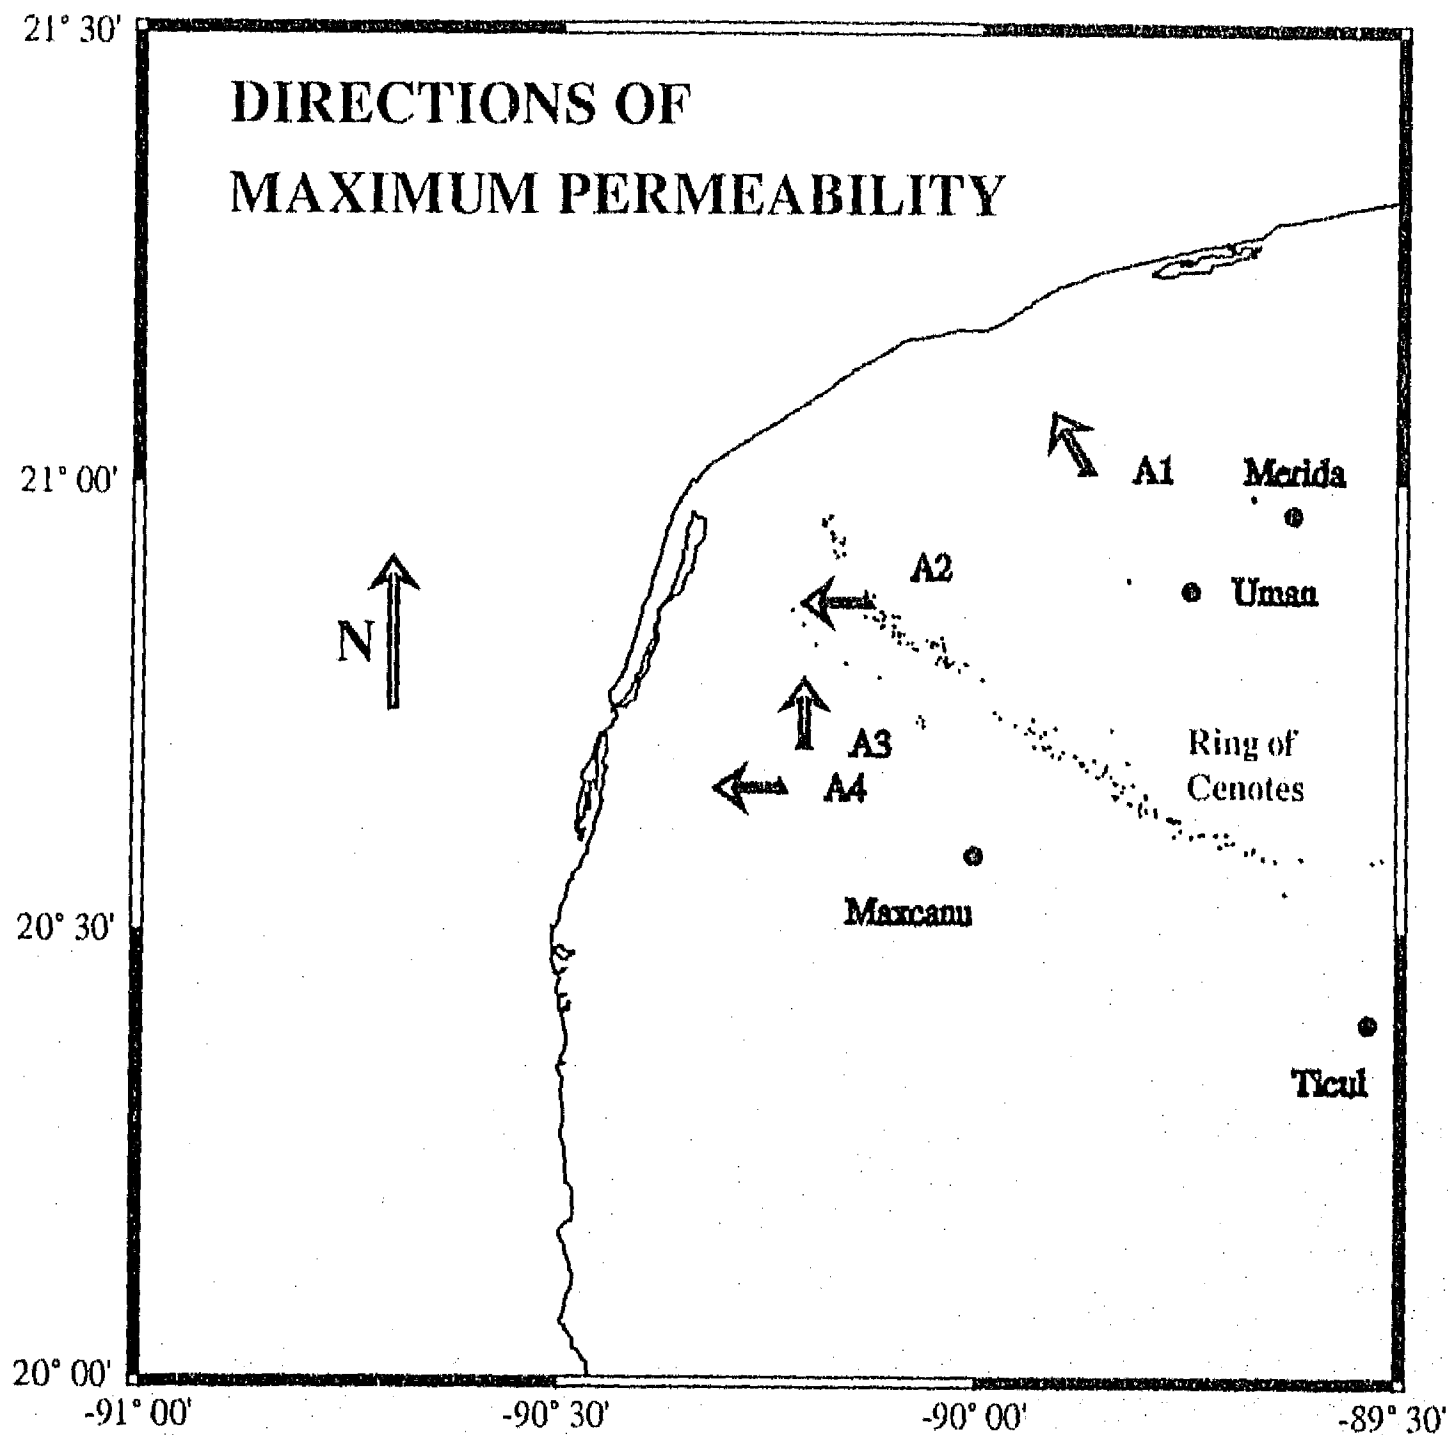 21° 30'
DIRECTIONS OF
MAXIMUM PERMEABILITY
21° 00'
A1
Merida
A2
Uman
N
A3
Ring of
Cenotes
A4
Maxcanu
20° 30'
Ticul
20° 00'
-91° 00'
-90° 30'
-90° 00'
-89° 30'